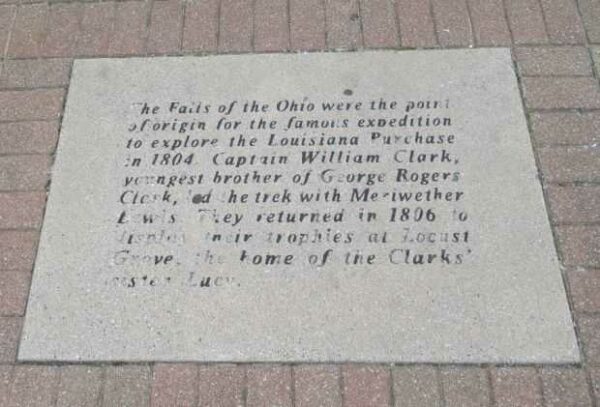 The Falls of the Ohio were the point
of origin for the famous expedition
to explore the Louisiana Purchase
in 1804. Captain William Clark,
youngest brother of George Rogers
Clark, led the trek with Meriwether
Lewis. They returned in 1806 to
display their trophies at Locust
Grove, the home of the Clarks'
sister Lucy.